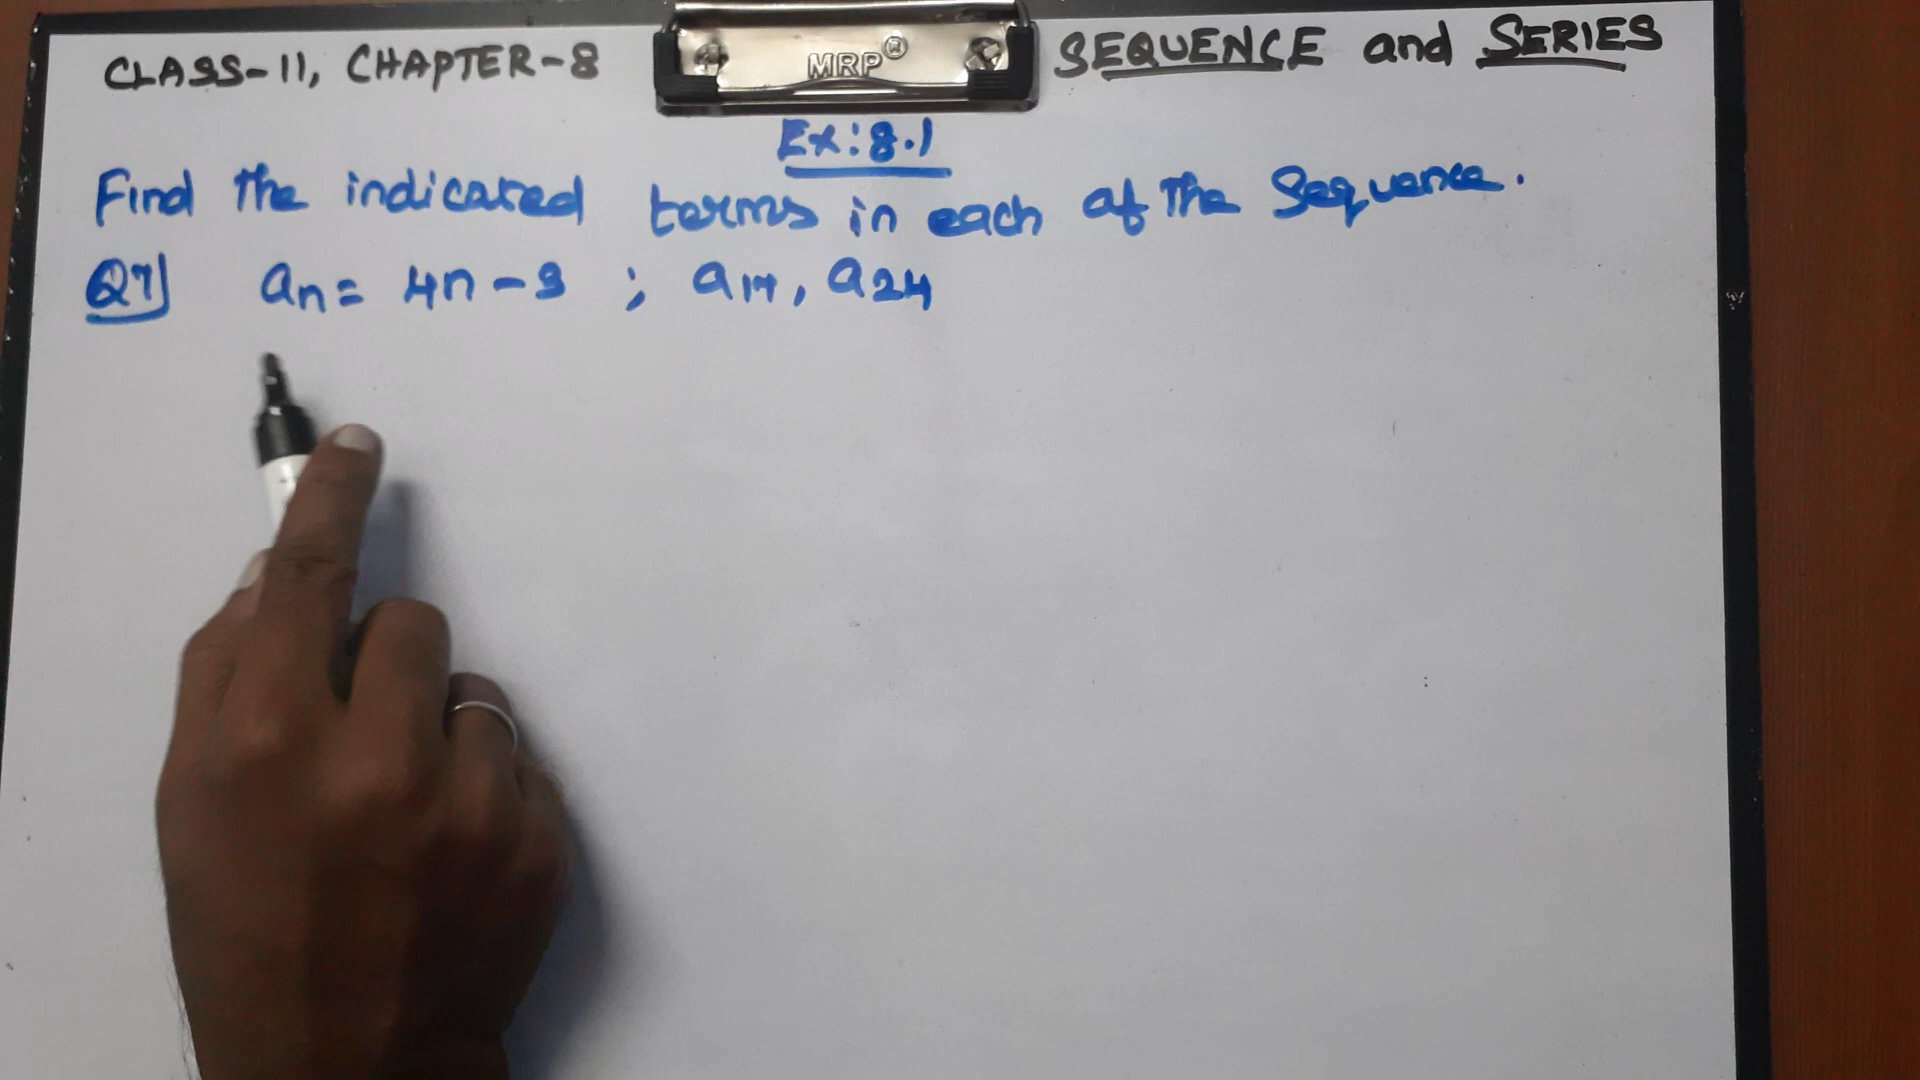 CLASS-11, CHAPTER-8
MRP®
SEQUENCE and SERIES
Ex: 8.1
Find the indicated terms in each of the Sequence.
Q7] an = 4n - 3 ; a17, a24